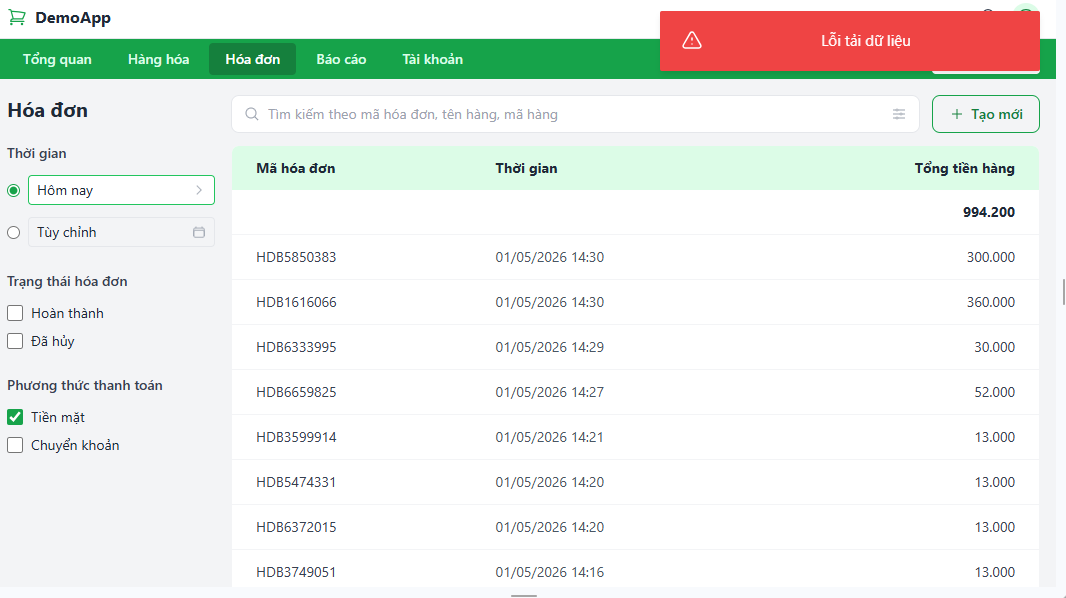 DemoApp
Lỗi tải dữ liệu
Tổng quan Hàng hóa Hóa đơn Báo cáo Tài khoản
Hóa đơn
Tìm kiếm theo mã hóa đơn, tên hàng, mã hàng
Tạo mới
Thời gian
Hôm nay
Tùy chỉnh
Trạng thái hóa đơn
Hoàn thành
Đã hủy
Phương thức thanh toán
Tiền mặt
Chuyển khoản
Mã hóa đơn Thời gian Tổng tiền hàng
994.200
HDB5850383 01/05/2026 14:30 300.000
HDB1616066 01/05/2026 14:30 360.000
HDB6333995 01/05/2026 14:29 30.000
HDB6659825 01/05/2026 14:27 52.000
HDB3599914 01/05/2026 14:21 13.000
HDB5474331 01/05/2026 14:20 13.000
HDB6372015 01/05/2026 14:20 13.000
HDB3749051 01/05/2026 14:16 13.000